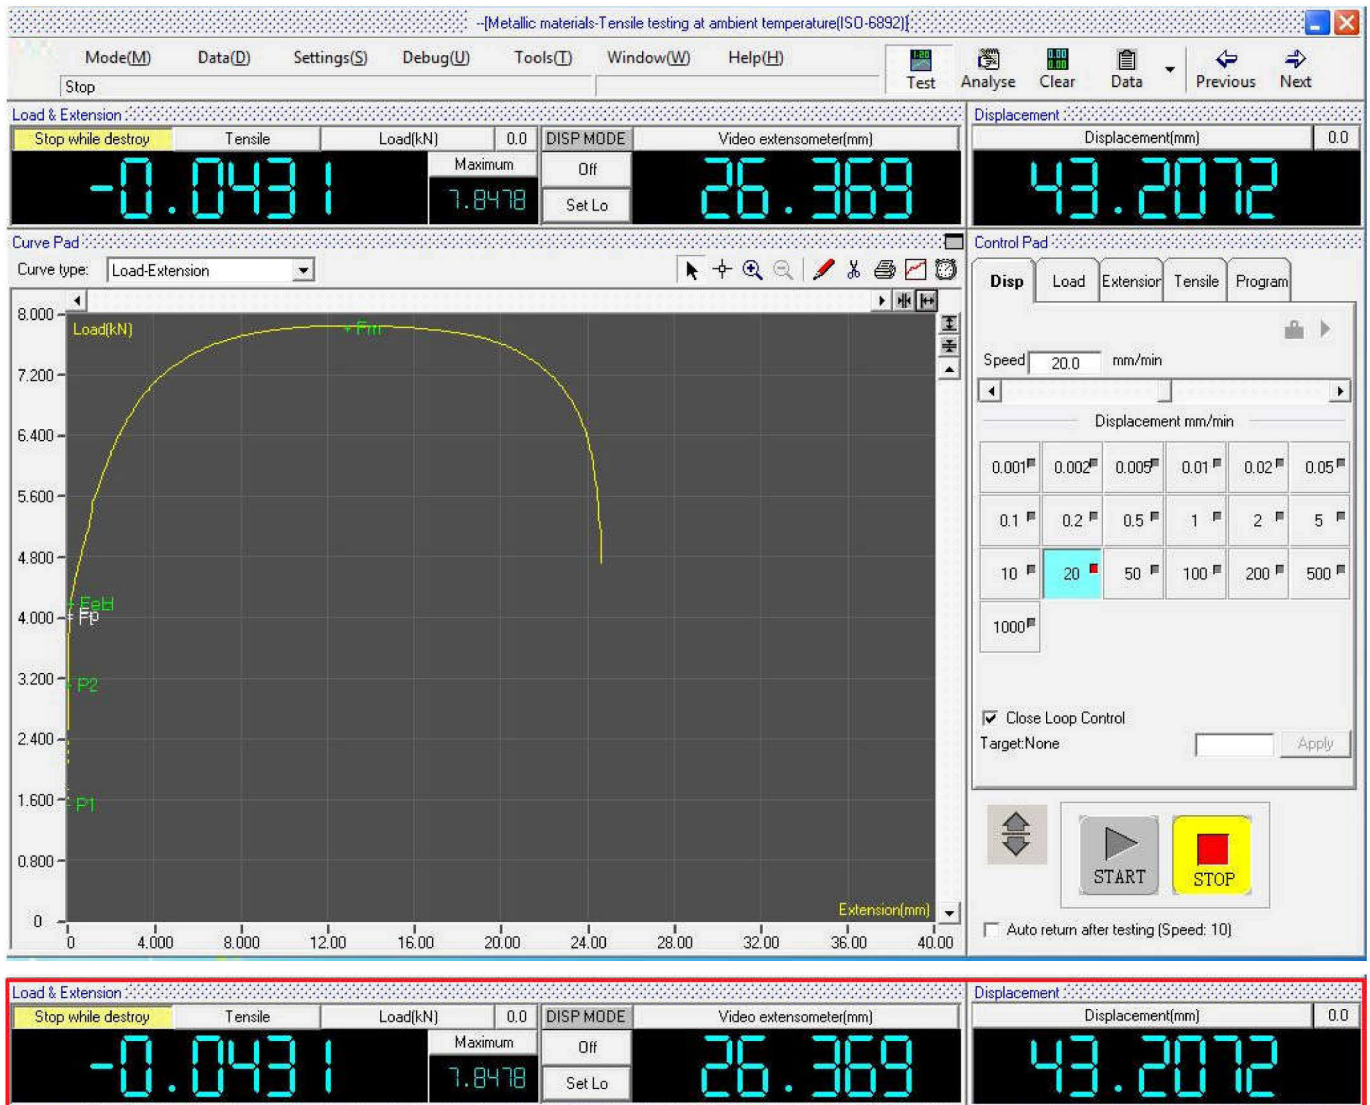 --[Metallic materials-Tensile testing at ambient temperature(ISO-6892)[
Mode(M) Data(D) Settings(S) Debug(U) Tools(T) Window(W) Help(H)
Stop
Test Analyse Clear Data Previous Next
Load & Extension Displacement
Stop while destroy Tensile Load(kN) 0.0 DISP MODE Video extensometer(mm) Displacement(mm) 0.0
-0.0431 Maximum 7.8478 Off Set Lo 26.369 43.2072
Curve Pad
Curve type: Load-Extension
Load(kN)
8.000
7.200
6.400
5.600
4.800
4.000
3.200
2.400
1.600
0.800
0
Fm
FeH
Fp
P2
P1
Extension(mm)
0 4.000 8.000 12.00 16.00 20.00 24.00 28.00 32.00 36.00 40.00
Control Pad
Disp Load Extension Tensile Program
Speed 20.0 mm/min
Displacement mm/min
0.001 0.002 0.005 0.01 0.02 0.05
0.1 0.2 0.5 1 2 5
10 20 50 100 200 500
1000
Close Loop Control
Target:None Apply
START STOP
Auto return after testing (Speed: 10)
Load & Extension Displacement
Stop while destroy Tensile Load(kN) 0.0 DISP MODE Video extensometer(mm) Displacement(mm) 0.0
-0.0431 Maximum 7.8478 Off Set Lo 26.369 43.2072